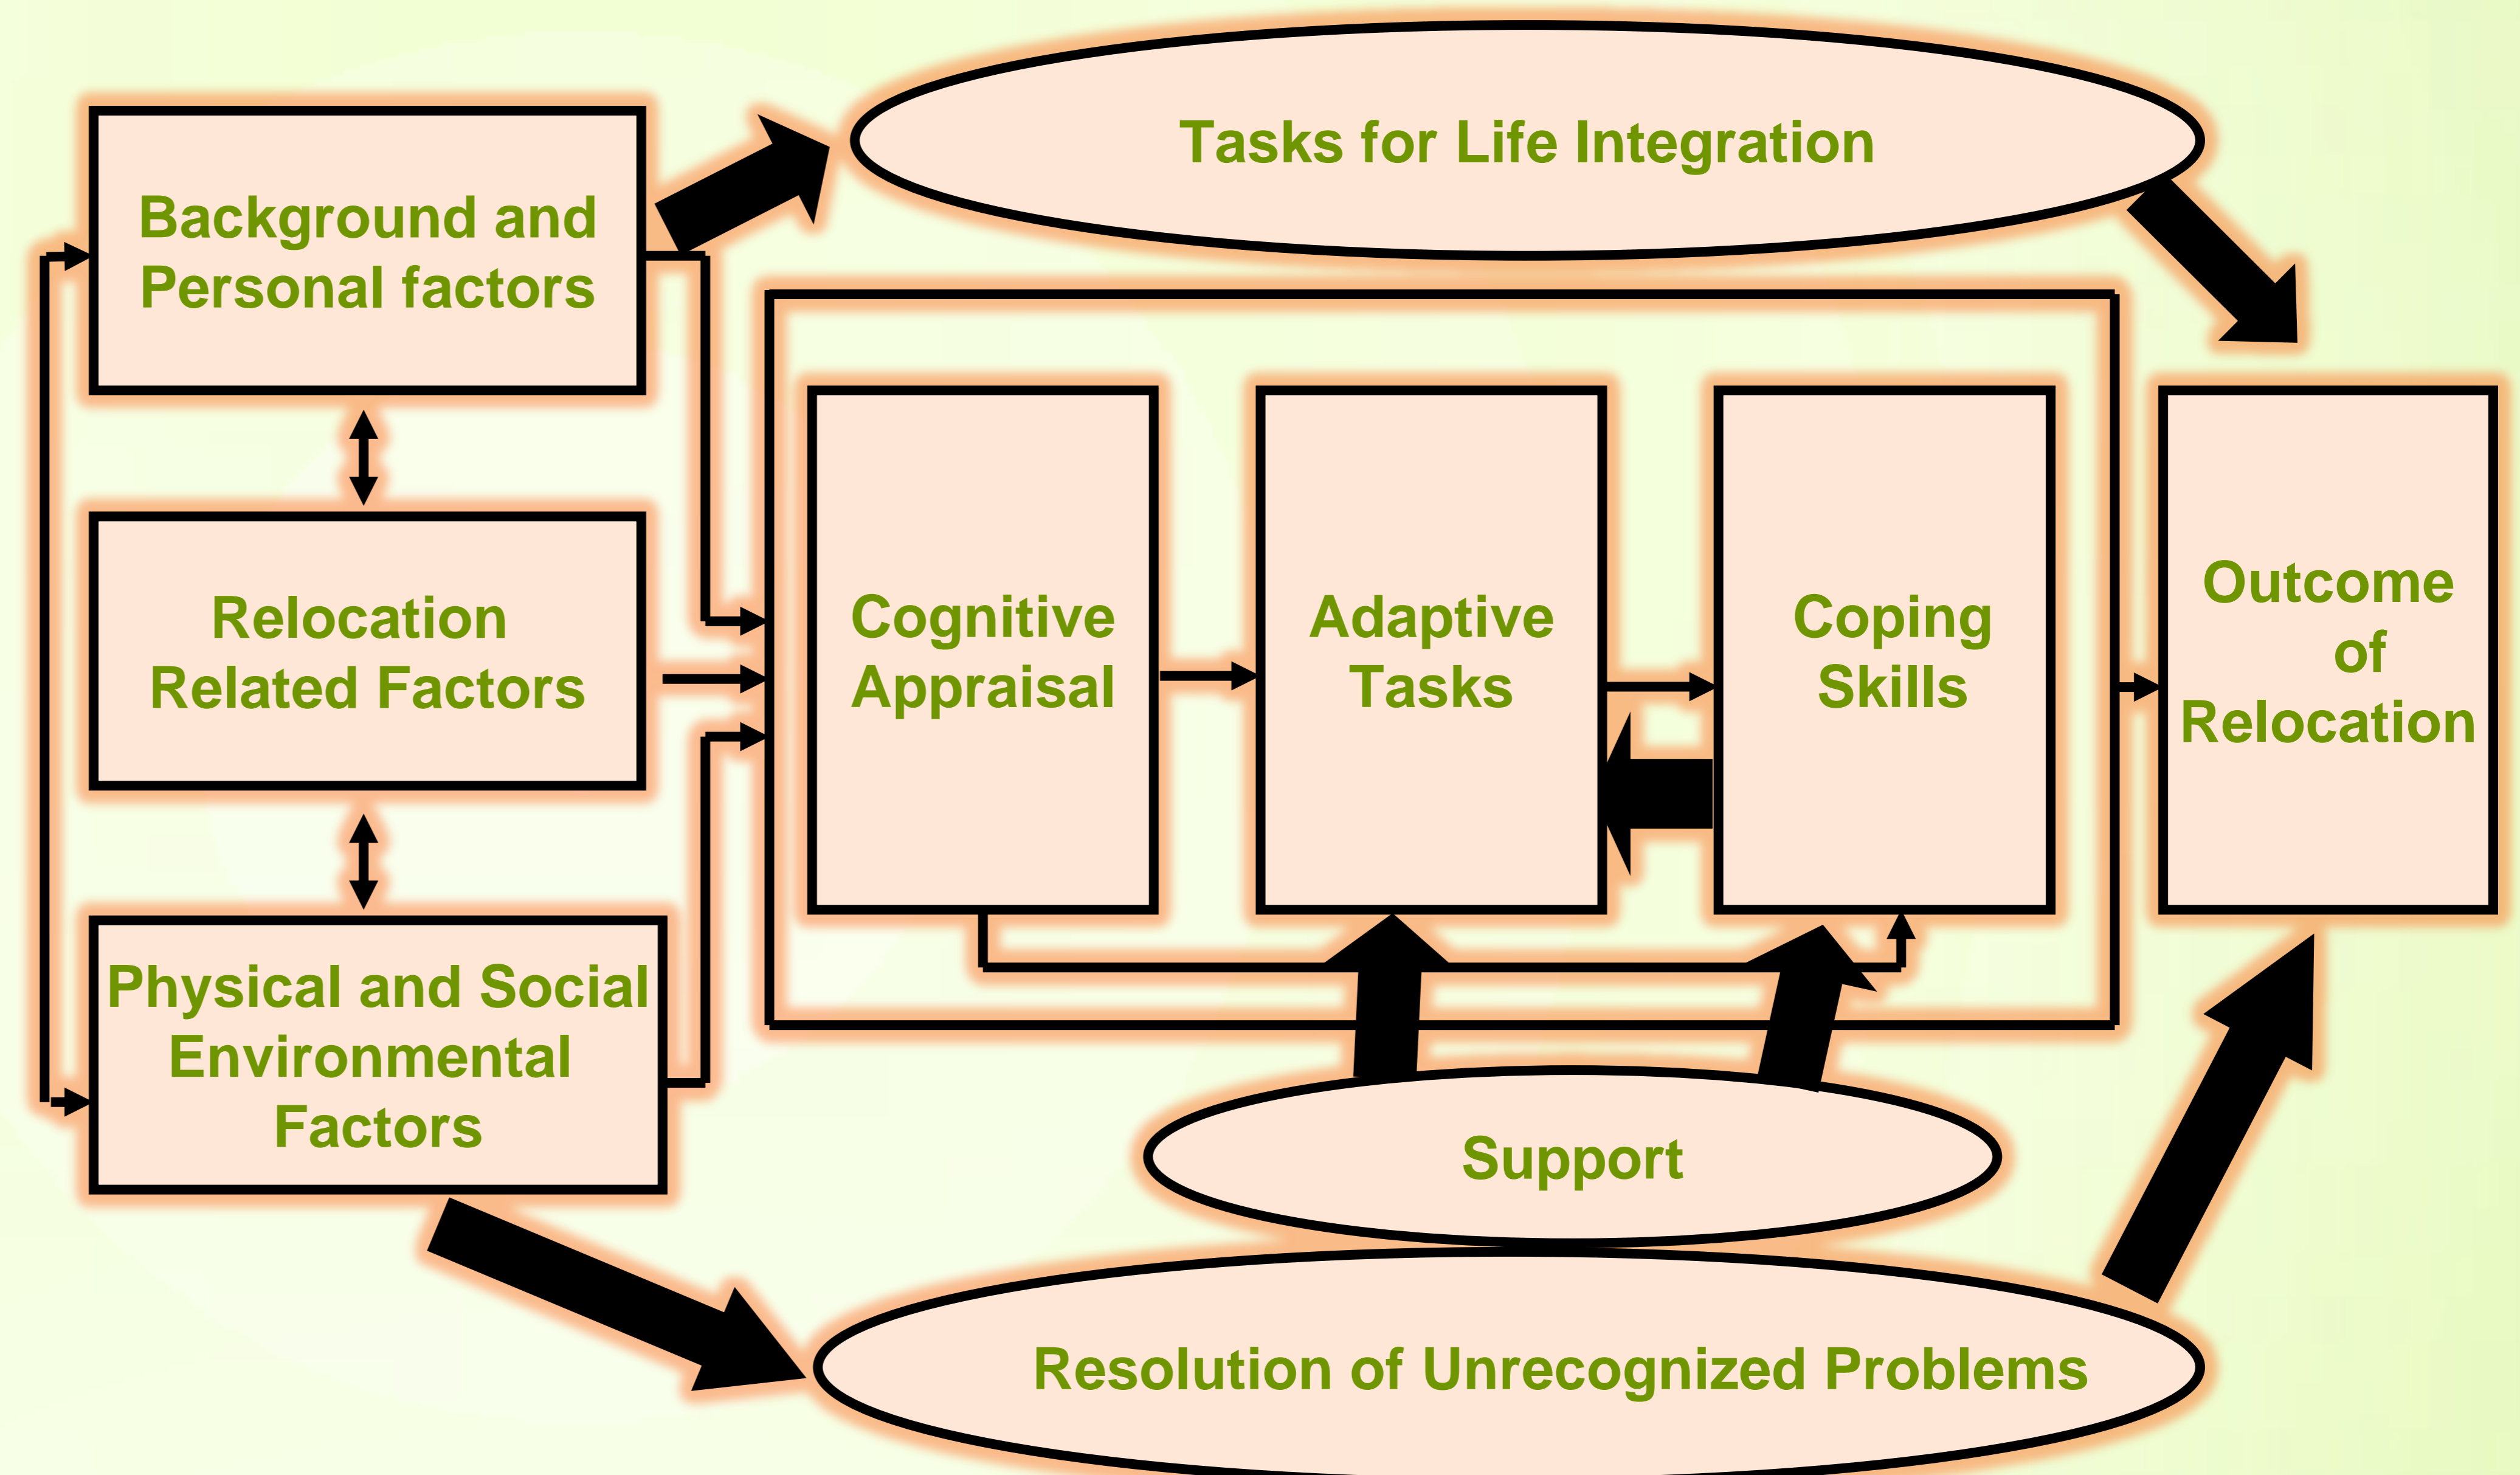 Tasks for Life Integration
Background and
Personal factors
Relocation
Related Factors
Physical and Social
Environmental
Factors
Cognitive
Appraisal
Adaptive
Tasks
Coping
Skills
Outcome
of
Relocation
Support
Resolution of Unrecognized Problems